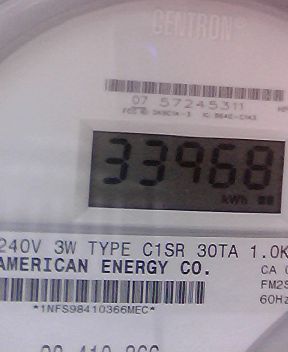 CENTRON®
07 57245311
33968
kWh
240V 3W TYPE C1SR 30TA 1.0K
AMERICAN ENERGY CO.
CA
FM2S
60Hz
*1NFS98410366MEC*